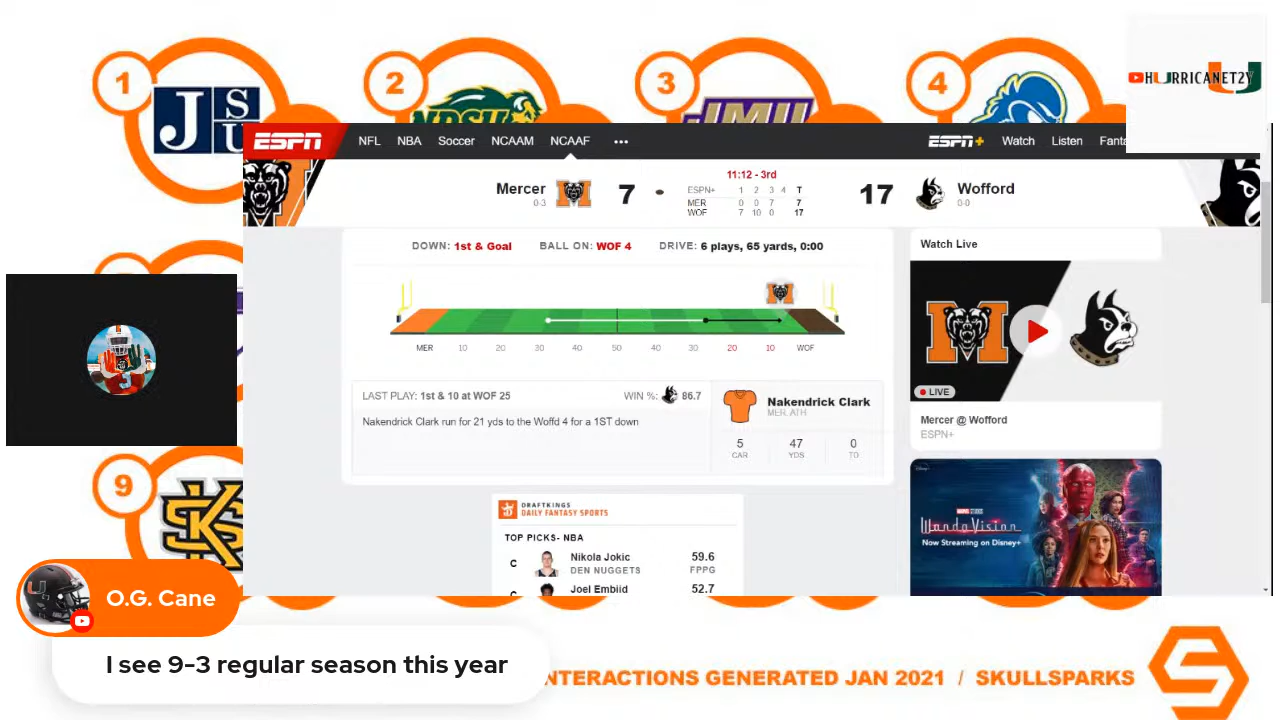 1
2
3
4
HURRICANET2Y
J S U
NDSU
JMU
ESPN
NFL NBA Soccer NCAAM NCAAF •••
ESPN+ Watch Listen Fanta
Mercer
0-3
7
11:12 - 3rd
ESPN+ 1 2 3 4 T
MER 0 0 7 7
WOF 7 10 0 17
17
Wofford
0-0
DOWN: 1st & Goal BALL ON: WOF 4 DRIVE: 6 plays, 65 yards, 0:00
Watch Live
MER 10 20 30 40 50 40 30 20 10 WOF
LIVE
LAST PLAY: 1st & 10 at WOF 25 WIN %: 86.7
Nakendrick Clark run for 21 yds to the Woffd 4 for a 1ST down
Nakendrick Clark
MER, ATH
5 47 0
CAR YDS TD
Mercer @ Wofford
ESPN+
Disney+
MARVEL STUDIOS
WandaVision
Now Streaming on Disney+
DRAFTKINGS
DAILY FANTASY SPORTS
TOP PICKS- NBA
C Nikola Jokic 59.6
DEN NUGGETS FPPG
C Joel Embiid 52.7
9
KS
O.G. Cane
I see 9-3 regular season this year
NTERACTIONS GENERATED JAN 2021 / SKULLSPARKS